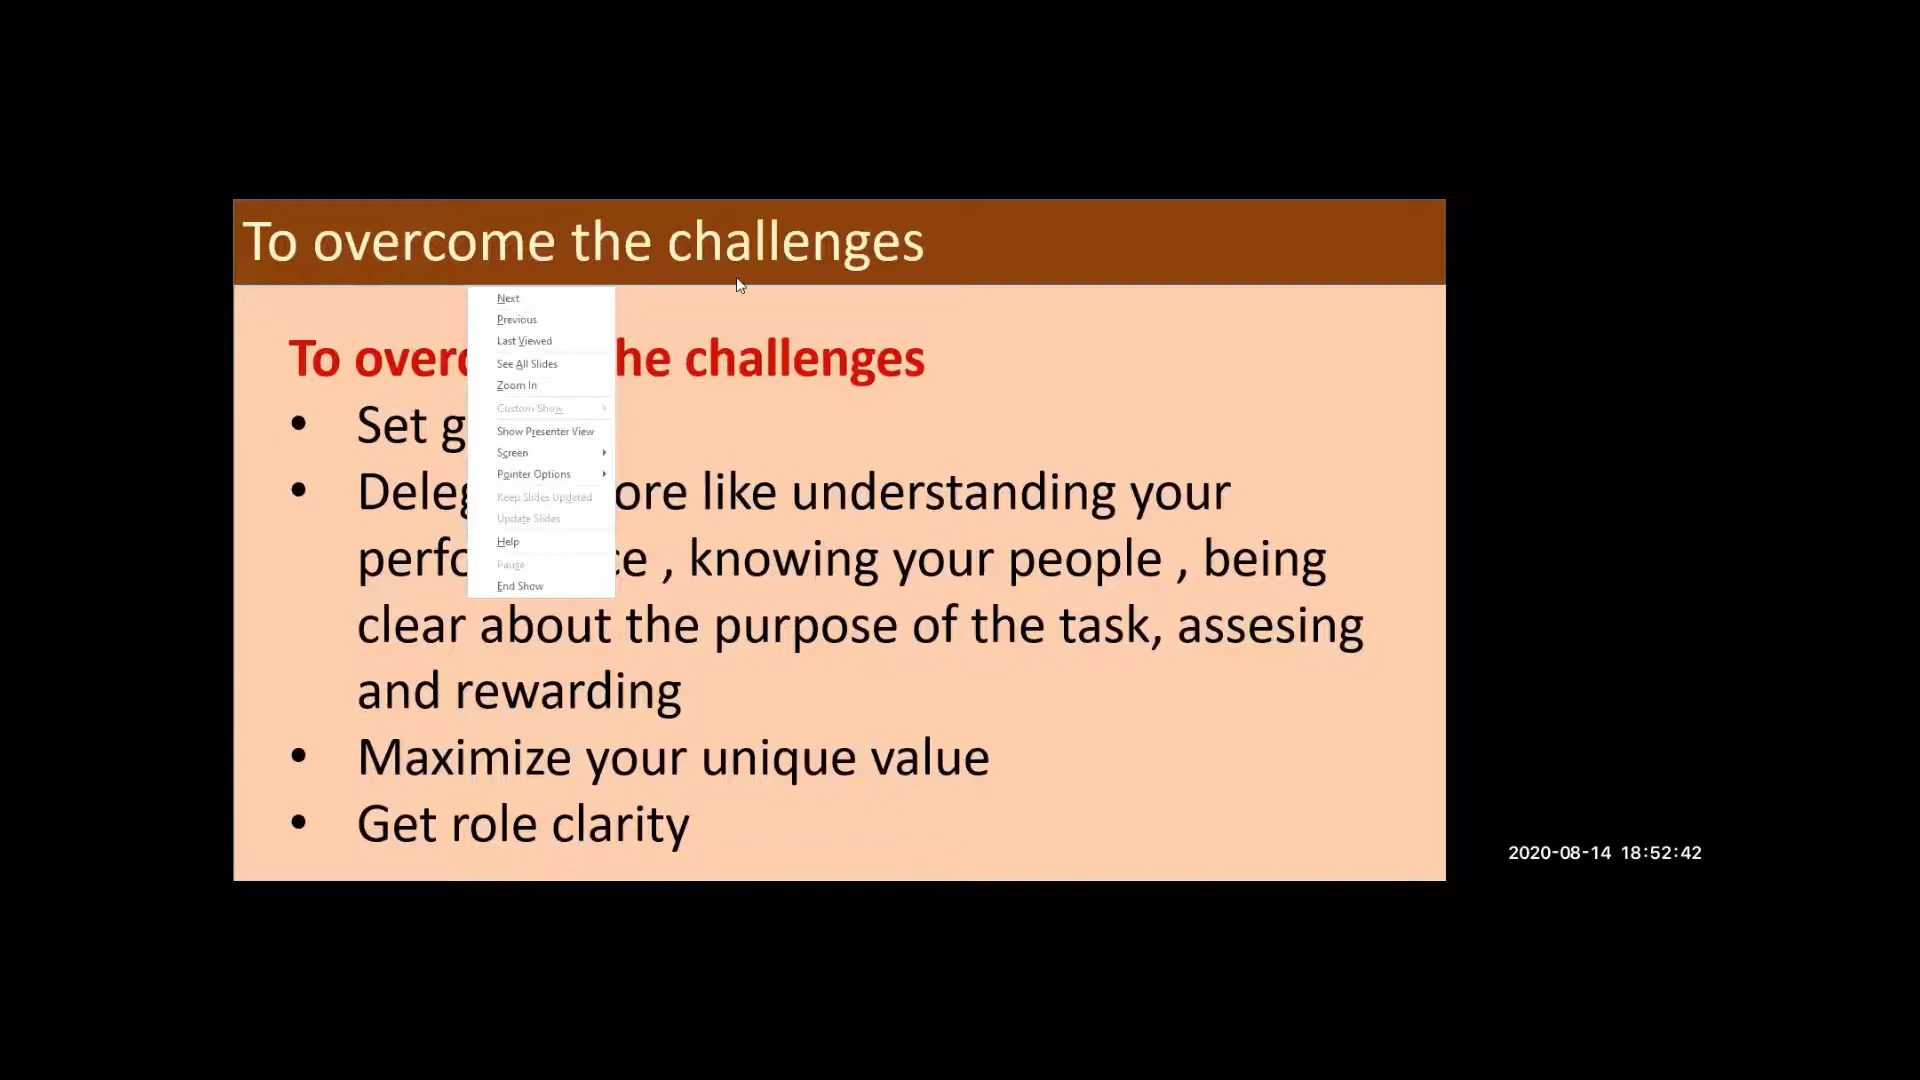 To overcome the challenges
To overc he challenges
Set g
Deleg ore like understanding your
perfo ce , knowing your people , being
clear about the purpose of the task, assesing
and rewarding
Maximize your unique value
Get role clarity
Next
Previous
Last Viewed
See All Slides
Zoom In
Custom Show
Show Presenter View
Screen
Pointer Options
Keep Slides Updated
Update Slides
Help
Pause
End Show
2020-08-14 18:52:42